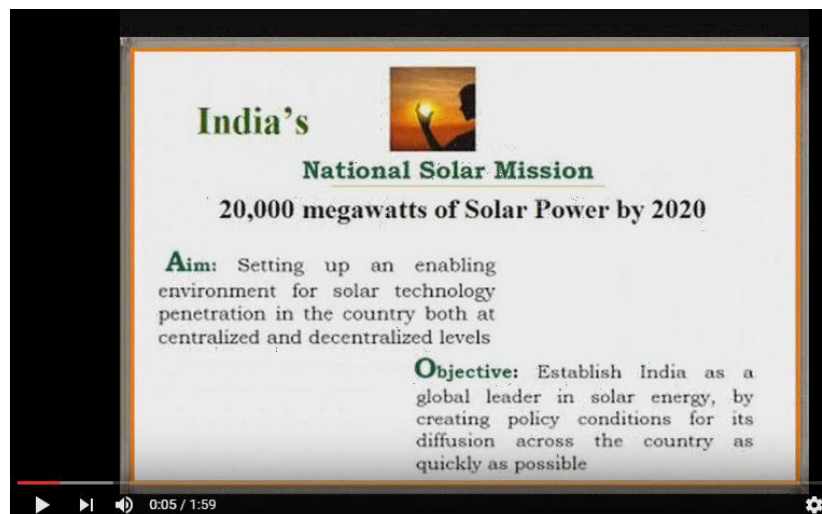 India's
National Solar Mission
20,000 megawatts of Solar Power by 2020
Aim: Setting up an enabling
environment for solar technology
penetration in the country both at
centralized and decentralized levels
Objective: Establish India as a
global leader in solar energy, by
creating policy conditions for its
diffusion across the country as
quickly as possible
0:05 / 1:59